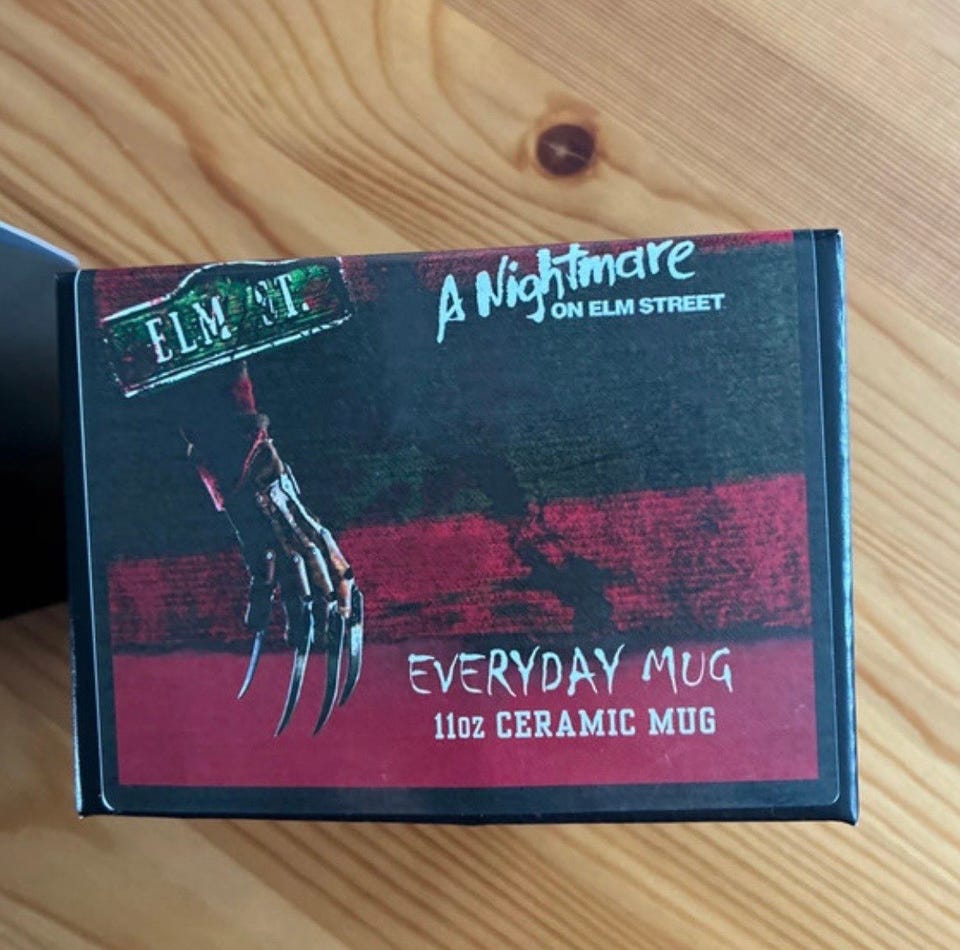 ELM ST.
A Nightmare
ON ELM STREET
EVERYDAY MUG
11oz CERAMIC MUG